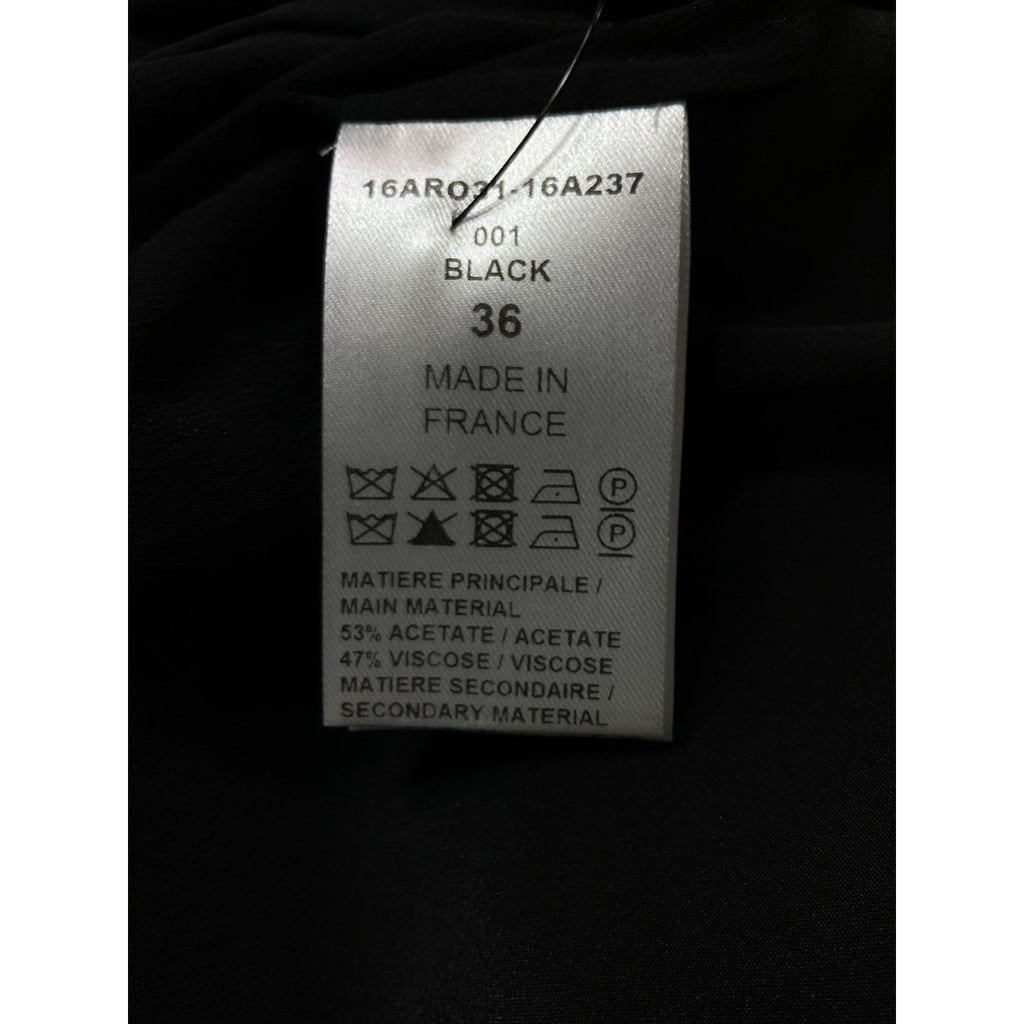 16ARO31-16A237
001
BLACK
36
MADE IN
FRANCE
P
P
MATIERE PRINCIPALE /
MAIN MATERIAL
53% ACETATE / ACETATE
47% VISCOSE / VISCOSE
MATIERE SECONDAIRE /
SECONDARY MATERIAL